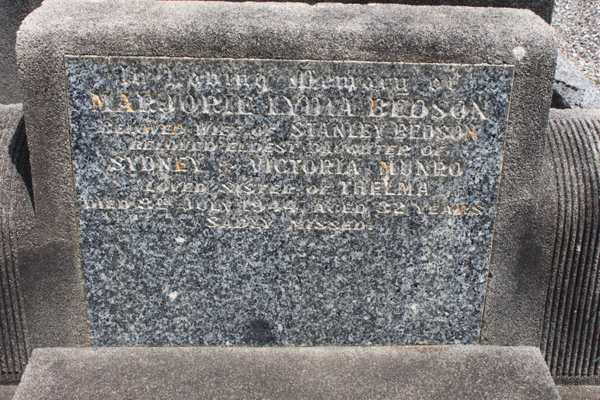 In Loving Memory of
MARJORIE LYDIA BEDSON
BELOVED WIFE OF STANLEY BEDSON
BELOVED ELDEST DAUGHTER OF
SYDNEY & VICTORIA MUNRO
LOVED SISTER OF THELMA
DIED 8TH JULY 1944, AGED 32 YEARS
SADLY MISSED.